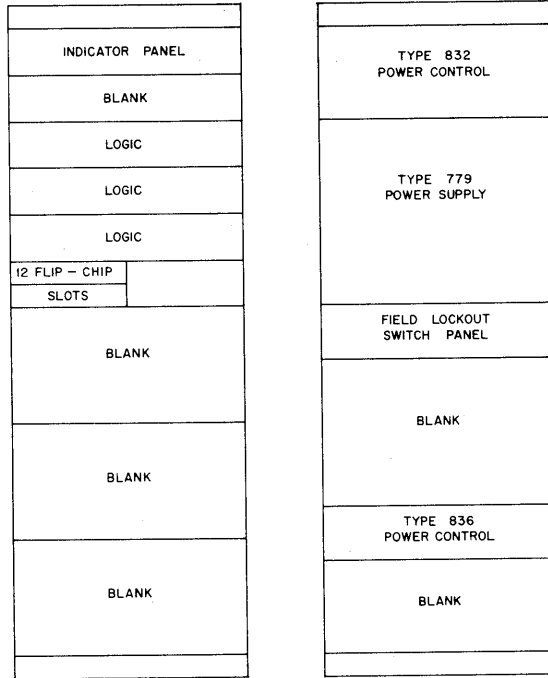 INDICATOR PANEL
BLANK
LOGIC
LOGIC
LOGIC
12 FLIP - CHIP
SLOTS
BLANK
BLANK
BLANK
TYPE 832
POWER CONTROL
TYPE 779
POWER SUPPLY
FIELD LOCKOUT
SWITCH PANEL
BLANK
TYPE 836
POWER CONTROL
BLANK